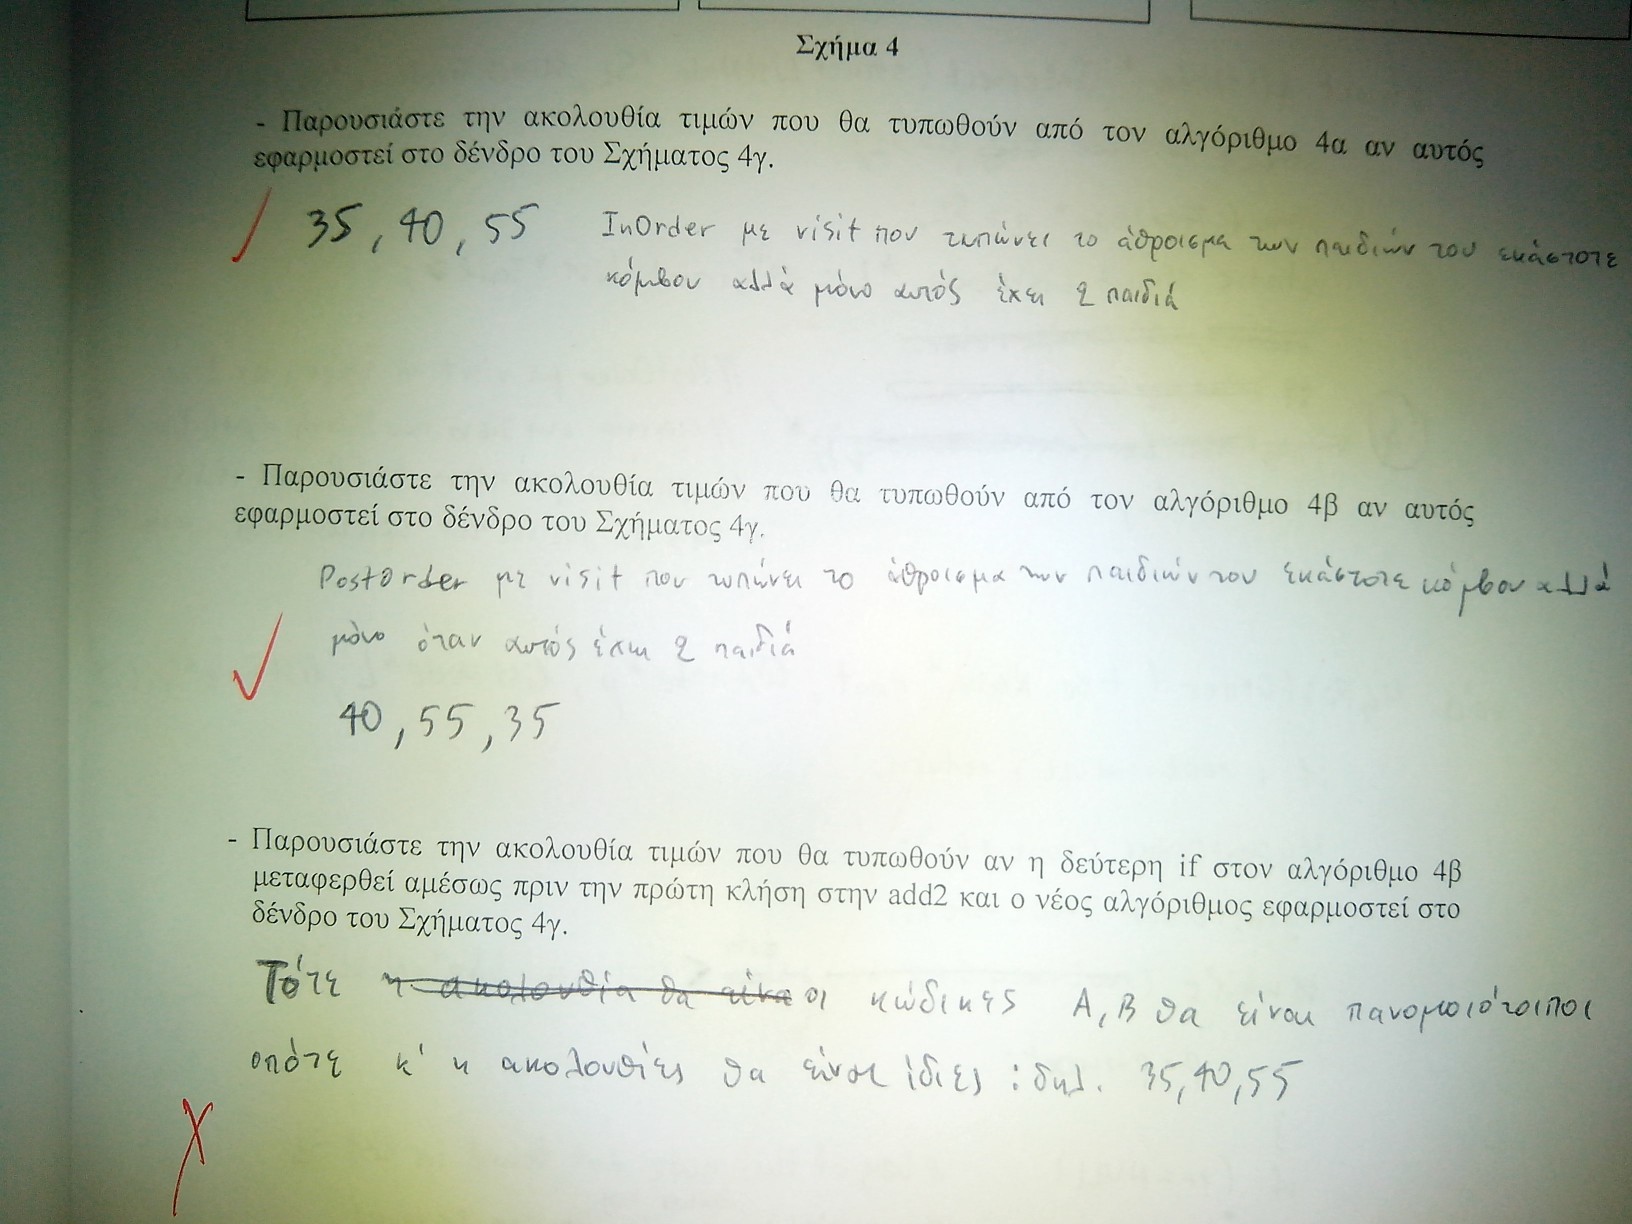 Σχήμα 4
- Παρουσιάστε την ακολουθία τιμών που θα τυπωθούν από τον αλγόριθμο 4α αν αυτός
εφαρμοστεί στο δένδρο του Σχήματος 4γ.
35, 40, 55 InOrder με visit που τυπώνει το άθροισμα των παιδιών του εκάστοτε
κόμβου αλλά μόνο αυτός έχει 2 παιδιά
- Παρουσιάστε την ακολουθία τιμών που θα τυπωθούν από τον αλγόριθμο 4β αν αυτός
εφαρμοστεί στο δένδρο του Σχήματος 4γ.
PostOrder με visit που τυπώνει το άθροισμα των παιδιών του εκάστοτε κόμβου αλλά
μόνο όταν αυτός έχει 2 παιδιά
40, 55, 35
- Παρουσιάστε την ακολουθία τιμών που θα τυπωθούν αν η δεύτερη if στον αλγόριθμο 4β
μεταφερθεί αμέσως πριν την πρώτη κλήση στην add2 και ο νέος αλγόριθμος εφαρμοστεί στο
δένδρο του Σχήματος 4γ.
Τότε η ακολουθία θα είναι οι κώδικες Α, Β θα είναι πανομοιότοιποι
οπότε κ' η ακολουθίες θα είναι ίδιες : δηλ. 35, 40, 55